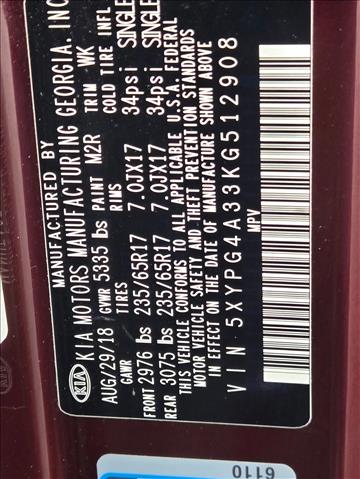 MANUFACTURED BY
KIA KIA MOTORS MANUFACTURING GEORGIA, INC
AUG/29/18 GVWR 5335 lbs PAINT M2R TRIM WK
GAWR TIRES RIMS COLD TIRE INFL
FRONT 2976 lbs 235/65R17 7.0JX17 34psi SINGLE
REAR 3075 lbs 235/65R17 7.0JX17 34psi SINGLE
THIS VEHICLE CONFORMS TO ALL APPLICABLE U.S.A. FEDERAL
MOTOR VEHICLE SAFETY AND THEFT PREVENTION STANDARDS
IN EFFECT ON THE DATE OF MANUFACTURE SHOWN ABOVE
VIN 5XYPG4A33KG512908
MPV
6110